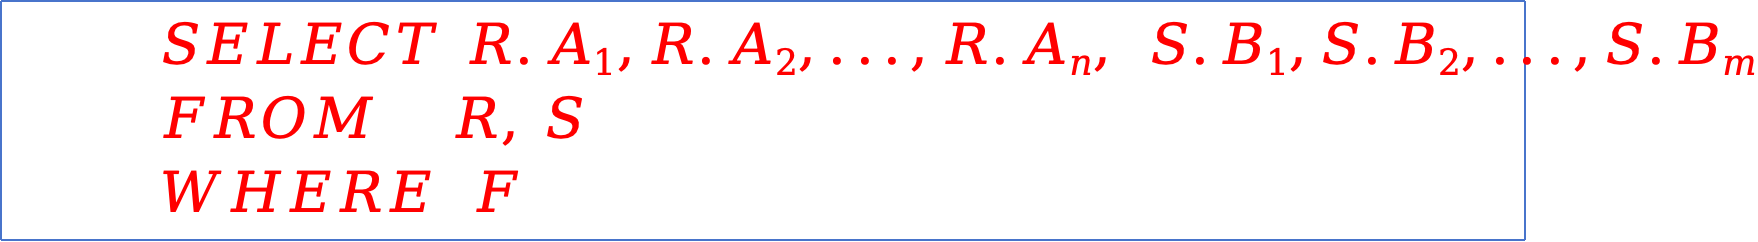 SELECT R.A₁, R.A₂, ..., R.Aₙ, S.B₁, S.B₂, ..., S.Bₘ
FROM R, S
WHERE F